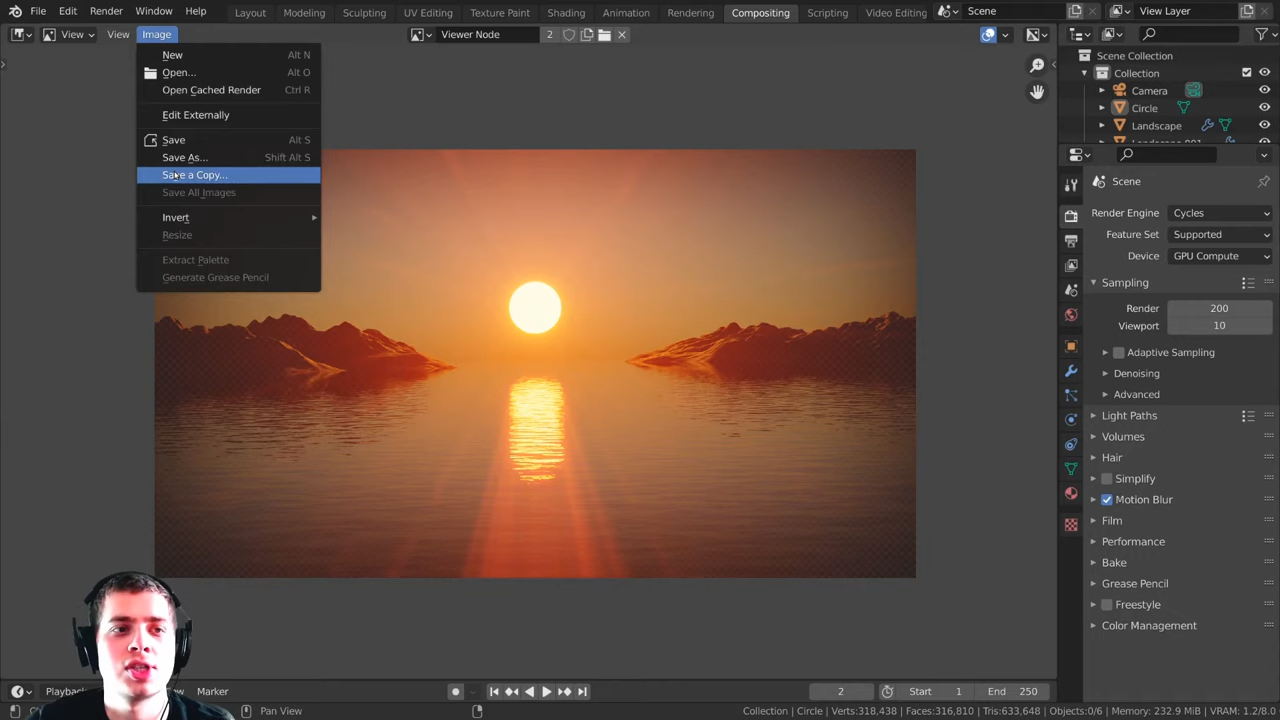 File Edit Render Window Help Layout Modeling Sculpting UV Editing Texture Paint Shading Animation Rendering Compositing Scripting Video Editing Scene View Layer
View View Image Viewer Node 2
New Alt N
Open... Alt O
Open Cached Render Ctrl R
Edit Externally
Save Alt S
Save As... Shift Alt S
Save a Copy...
Save All Images
Invert
Resize
Extract Palette
Generate Grease Pencil
Scene Collection
Collection
Camera
Circle
Landscape
Landscape.001
Scene
Render Engine Cycles
Feature Set Supported
Device GPU Compute
Sampling
Render 200
Viewport 10
Adaptive Sampling
Denoising
Advanced
Light Paths
Volumes
Hair
Simplify
Motion Blur
Film
Performance
Bake
Grease Pencil
Freestyle
Color Management
Marker 2 Start 1 End 250
Pan View Collection | Circle | Verts:318,438 | Faces:316,810 | Tris:633,648 | Objects:0/6 | Memory: 232.9 MiB | VRAM: 1.2/8.0